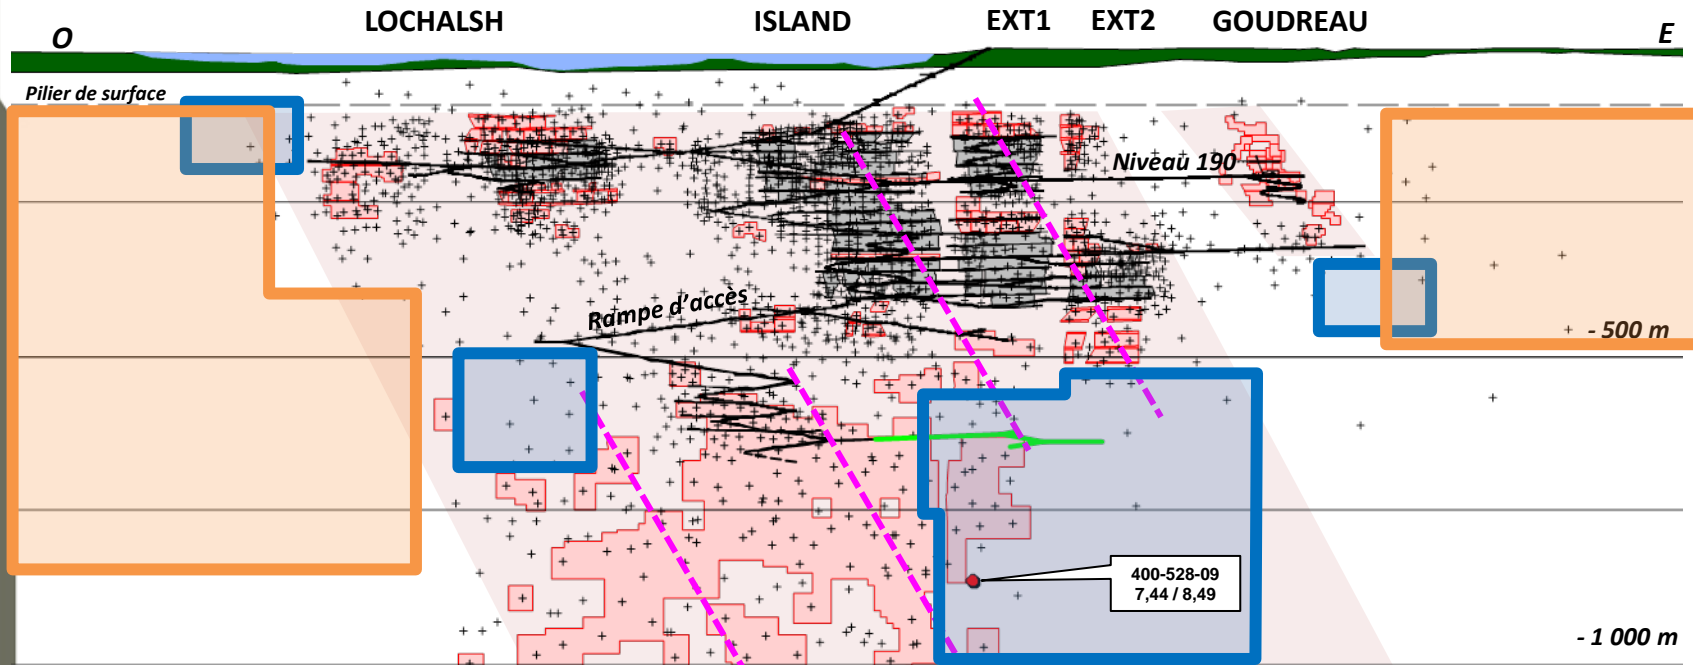 LOCHALSH ISLAND EXT1 EXT2 GOUDREAU
O E
Pilier de surface
Niveau 190
Rampe d'accès
- 500 m
400-528-09
7,44 / 8,49
- 1 000 m